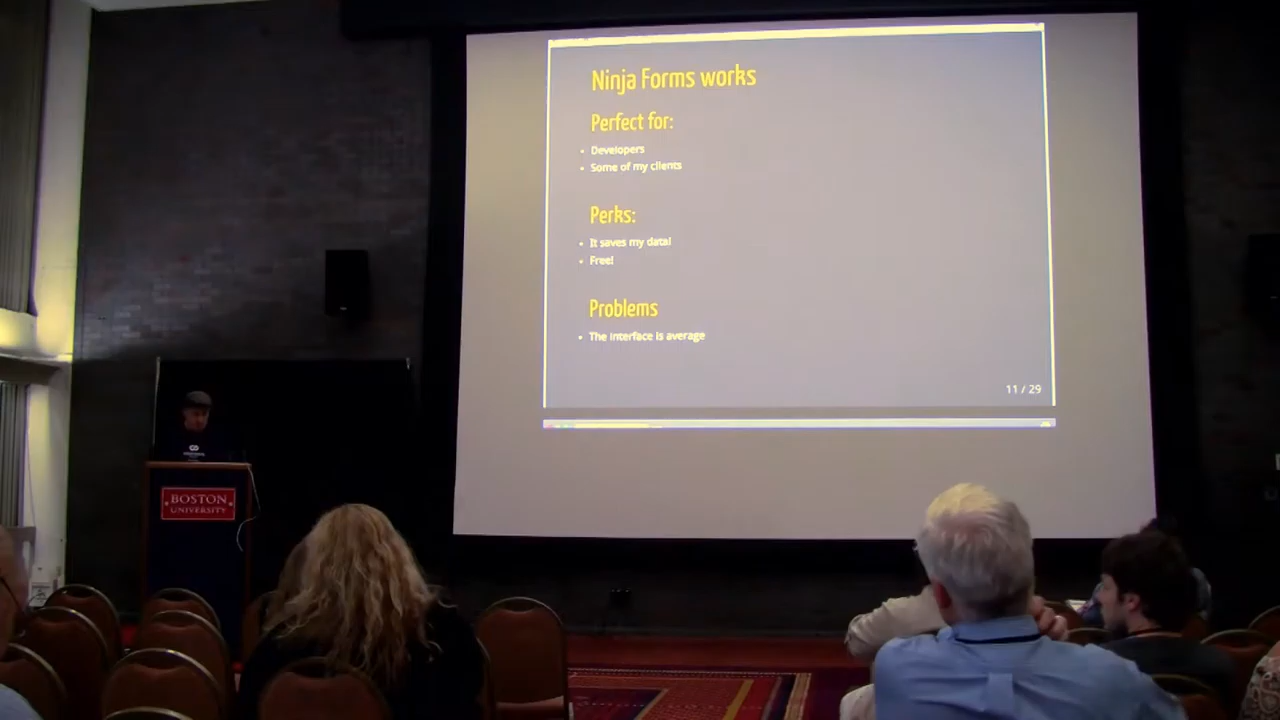 Ninja Forms works
Perfect for:
Developers
Some of my clients
Perks:
It saves my data!
Free!
Problems
The interface is average
11 / 29
BOSTON
UNIVERSITY